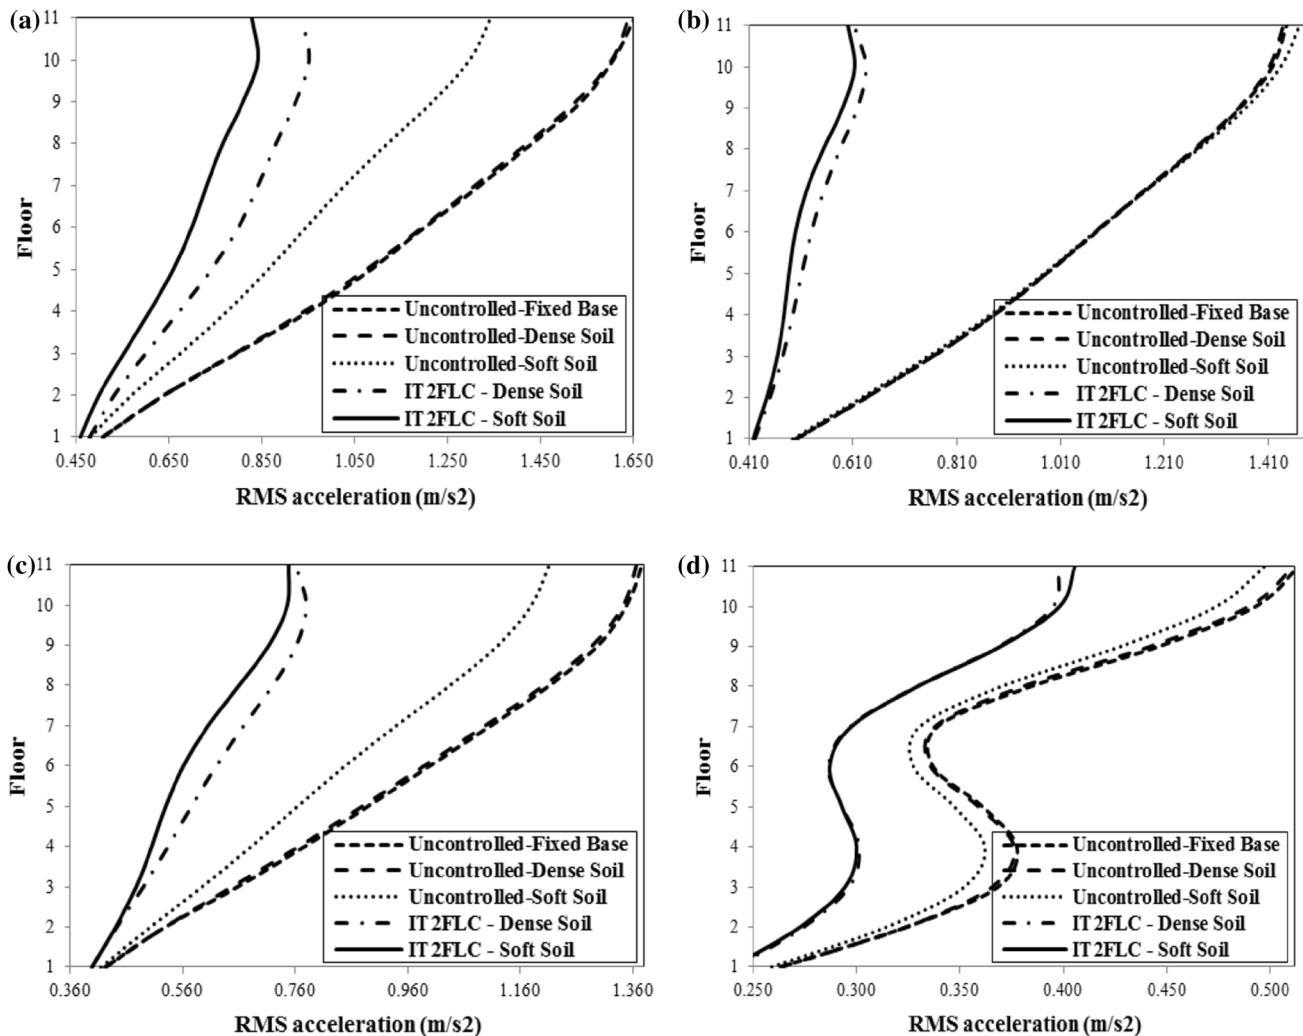 (a)
11
10
9
8
7
6
5
4
3
2
1
Floor
Uncontrolled-Fixed Base
Uncontrolled-Dense Soil
Uncontrolled-Soft Soil
IT2FLC - Dense Soil
IT2FLC - Soft Soil
0.450 0.650 0.850 1.050 1.250 1.450 1.650
RMS acceleration (m/s2)
(b)
11
10
9
8
7
6
5
4
3
2
1
Floor
Uncontrolled-Fixed Base
Uncontrolled-Dense Soil
Uncontrolled-Soft Soil
IT2FLC - Dense Soil
IT2FLC - Soft Soil
0.410 0.610 0.810 1.010 1.210 1.410
RMS acceleration (m/s2)
(c)
11
10
9
8
7
6
5
4
3
2
1
Floor
Uncontrolled-Fixed Base
Uncontrolled-Dense Soil
Uncontrolled-Soft Soil
IT2FLC - Dense Soil
IT2FLC - Soft Soil
0.360 0.560 0.760 0.960 1.160 1.360
RMS acceleration (m/s2)
(d)
11
10
9
8
7
6
5
4
3
2
1
Floor
Uncontrolled-Fixed Base
Uncontrolled-Dense Soil
Uncontrolled-Soft Soil
IT2FLC - Dense Soil
IT2FLC - Soft Soil
0.250 0.300 0.350 0.400 0.450 0.500
RMS acceleration (m/s2)